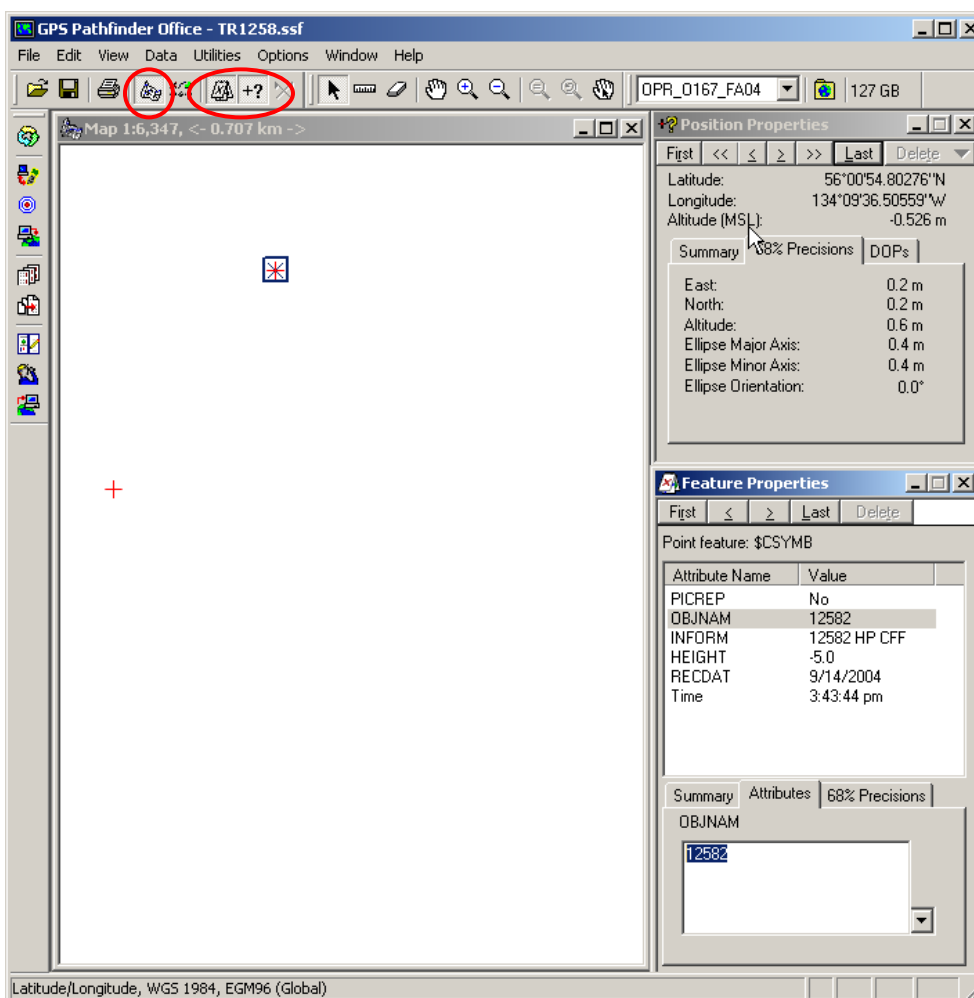 GPS Pathfinder Office - TR1258.ssf
File Edit View Data Utilities Options Window Help
+? OPR_O167_FA04 127 GB
Map 1:6,347, <- 0.707 km ->
Position Properties
First << < > >> Last Delete
Latitude: 56°00'54.80276"N
Longitude: 134°09'36.50559"W
Altitude (MSL): -0.526 m
Summary 68% Precisions DOPs
East: 0.2 m
North: 0.2 m
Altitude: 0.6 m
Ellipse Major Axis: 0.4 m
Ellipse Minor Axis: 0.4 m
Ellipse Orientation: 0.0°
Feature Properties
First < > Last Delete
Point feature: $CSYMB
Attribute Name Value
PICREP No
OBJNAM 12582
INFORM 12582 HP CFF
HEIGHT -5.0
RECDAT 9/14/2004
Time 3:43:44 pm
Summary Attributes 68% Precisions
OBJNAM
12582
Latitude/Longitude, WGS 1984, EGM96 (Global)